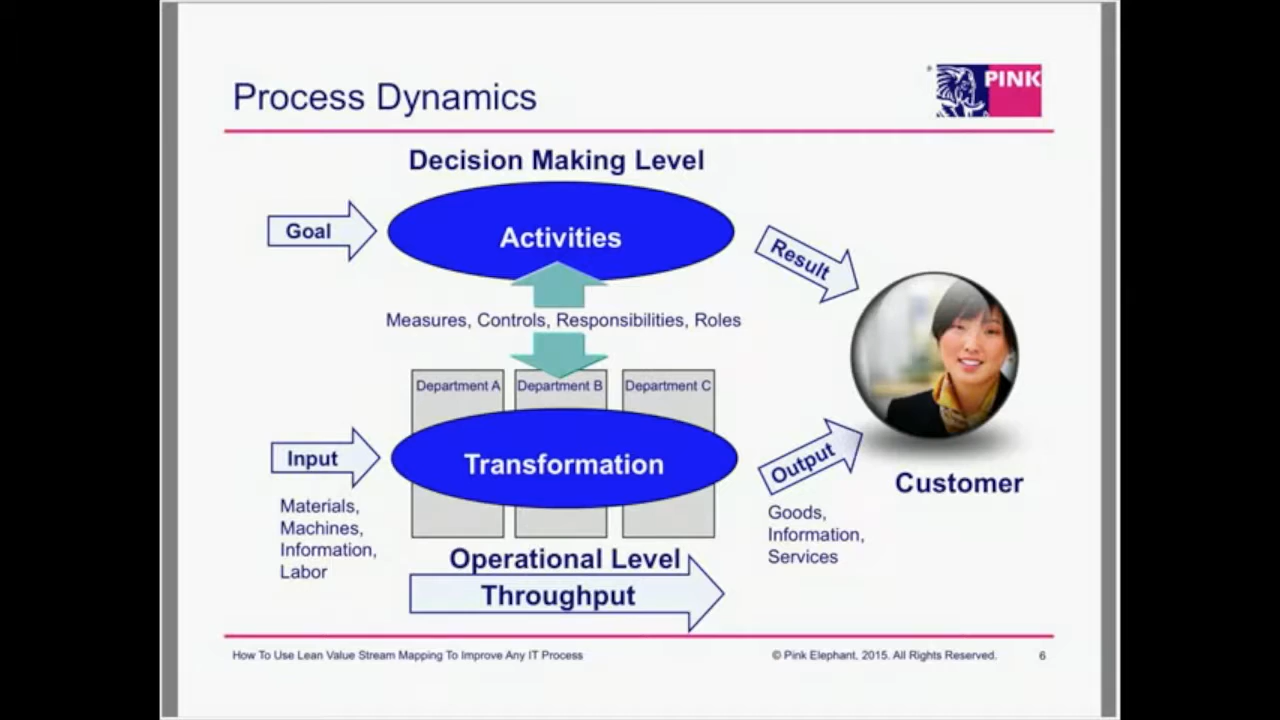 Process Dynamics
PINK
Decision Making Level
Goal
Activities
Result
Measures, Controls, Responsibilities, Roles
Department A
Department B
Department C
Input
Transformation
Output
Customer
Materials,
Machines,
Information,
Labor
Goods,
Information,
Services
Operational Level
Throughput
How To Use Lean Value Stream Mapping To Improve Any IT Process
© Pink Elephant, 2015. All Rights Reserved.
6